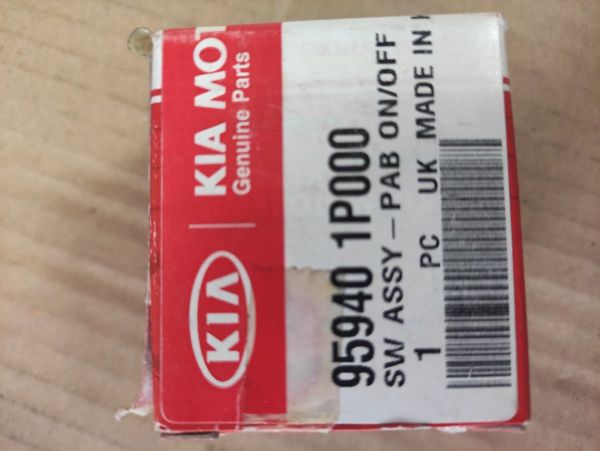 KIA
KIA MOT
Genuine Parts
95940 1P000
SW ASSY-PAB ON/OFF
1 PC UK MADE IN